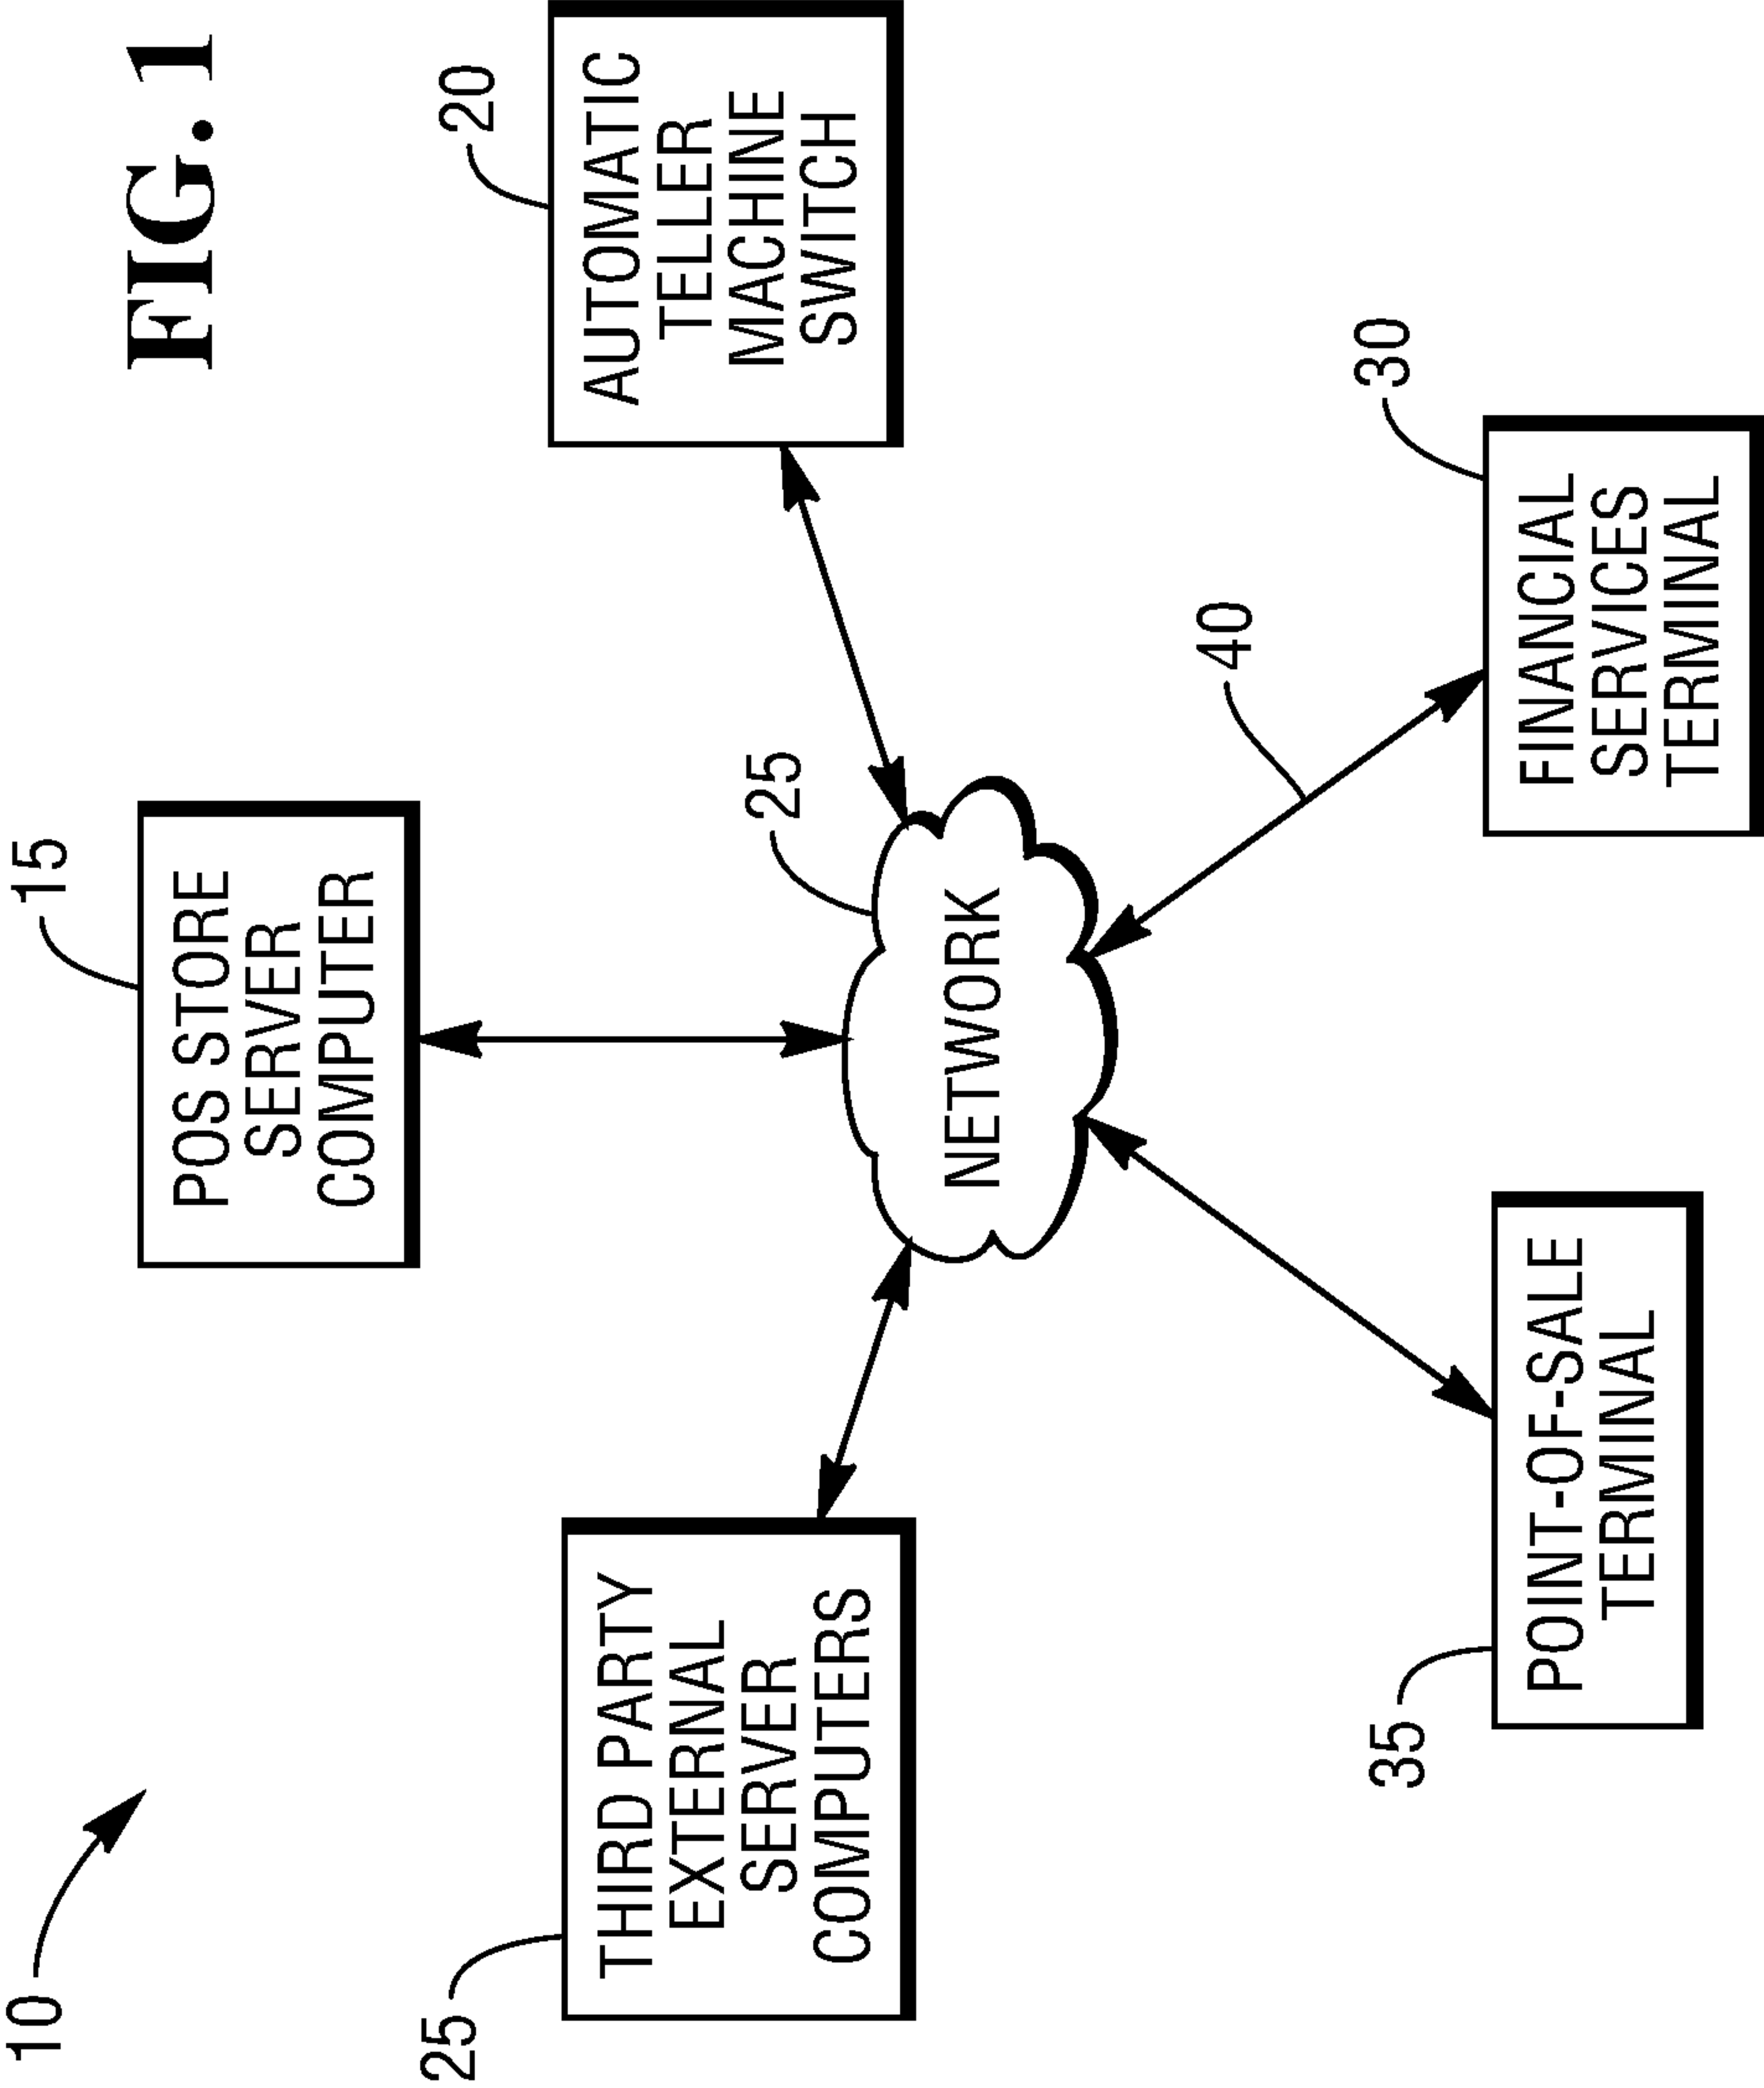 FIG. 1
10
15
POS STORE
SERVER
COMPUTER
25
THIRD PARTY
EXTERNAL
SERVER
COMPUTERS
20
AUTOMATIC
TELLER
MACHINE
SWITCH
25
NETWORK
40
35
POINT-OF-SALE
TERMINAL
30
FINANCIAL
SERVICES
TERMINAL